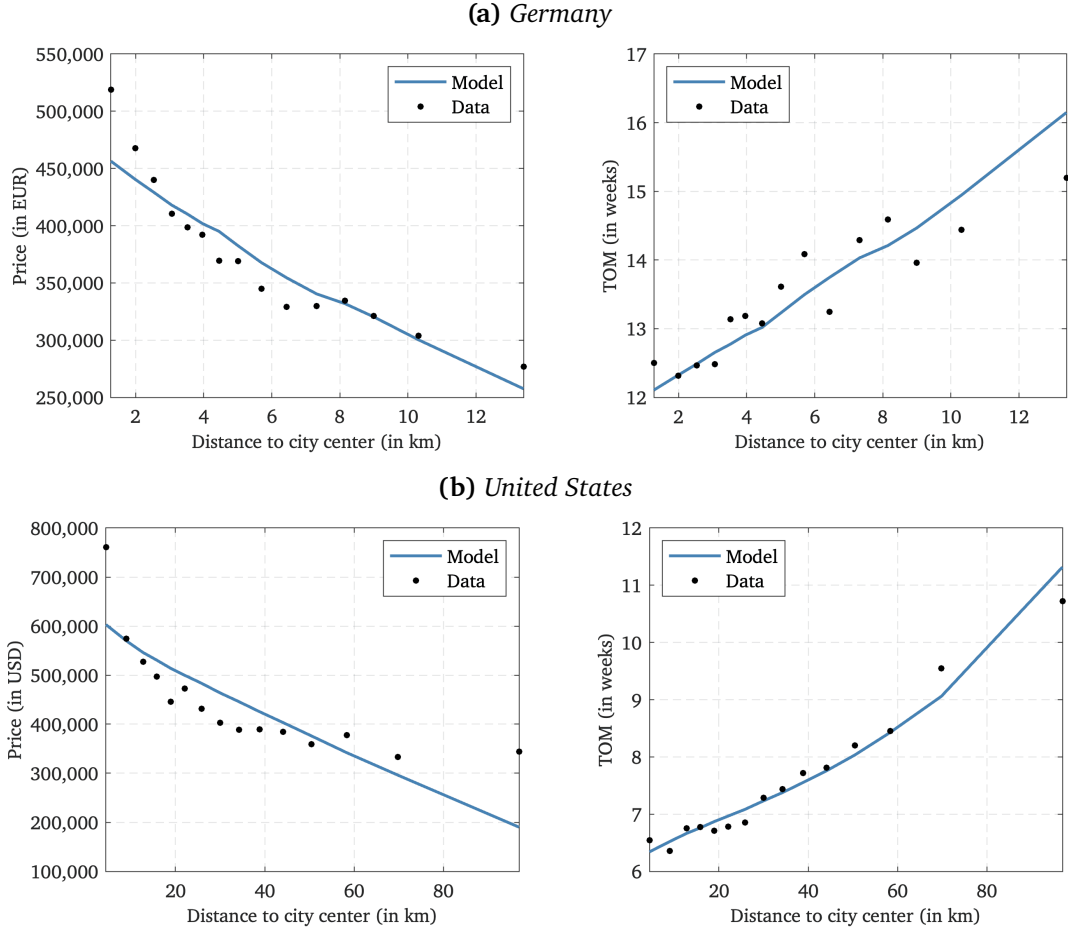 (a) Germany
550,000
500,000
450,000
400,000
350,000
300,000
250,000
Price (in EUR)
Model
Data
2 4 6 8 10 12
Distance to city center (in km)
17
16
15
14
13
12
TOM (in weeks)
Model
Data
2 4 6 8 10 12
Distance to city center (in km)
(b) United States
800,000
700,000
600,000
500,000
400,000
300,000
200,000
100,000
Price (in USD)
Model
Data
20 40 60 80
Distance to city center (in km)
12
11
10
9
8
7
6
TOM (in weeks)
Model
Data
20 40 60 80
Distance to city center (in km)